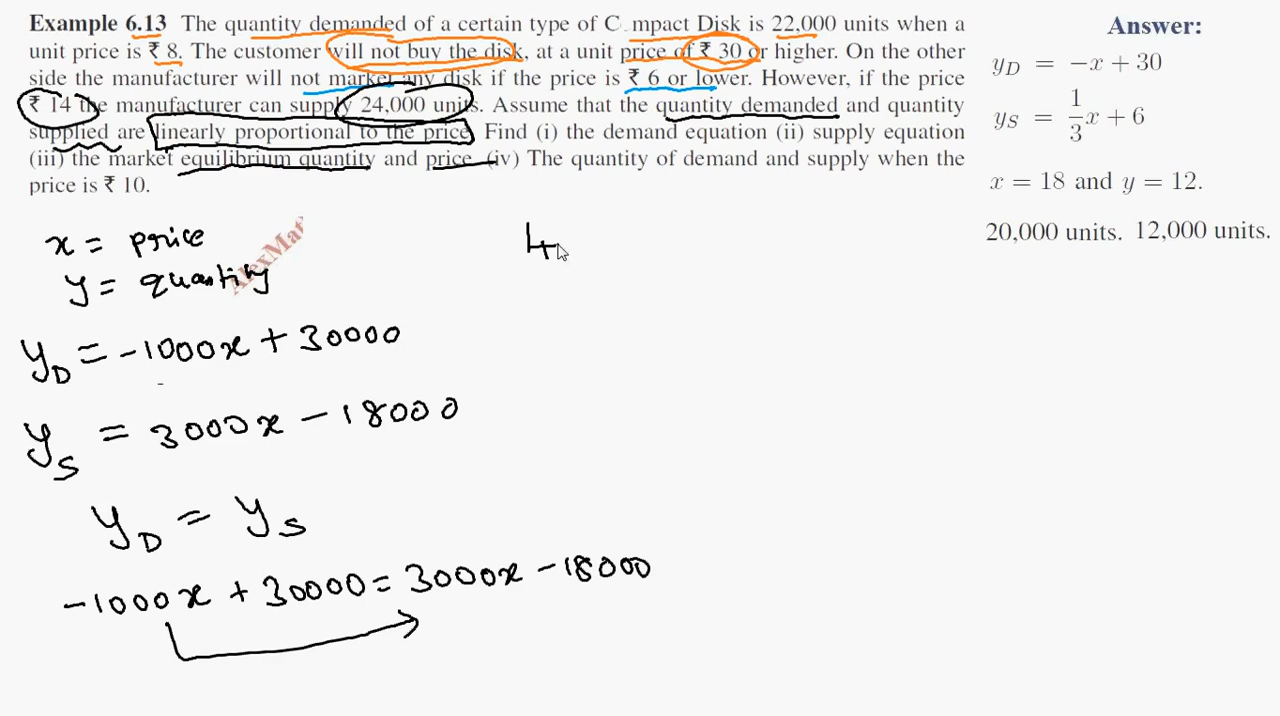 Example 6.13 The quantity demanded of a certain type of C mpact Disk is 22,000 units when a
unit price is ₹ 8. The customer will not buy the disk, at a unit price of ₹ 30 or higher. On the other
side the manufacturer will not market any disk if the price is ₹ 6 or lower. However, if the price
₹ 14 the manufacturer can supply 24,000 units. Assume that the quantity demanded and quantity
supplied are linearly proportional to the price. Find (i) the demand equation (ii) supply equation
(iii) the market equilibrium quantity and price. (iv) The quantity of demand and supply when the
price is ₹ 10.
Answer:
y_D = −x + 30
y_S = 1/3 x + 6
x = 18 and y = 12.
20,000 units. 12,000 units.
x = price
y = quantity
AlexMat
4
y_D = -1000x + 30000
y_S = 3000x - 18000
y_D = y_S
-1000x + 30000 = 3000x - 18000